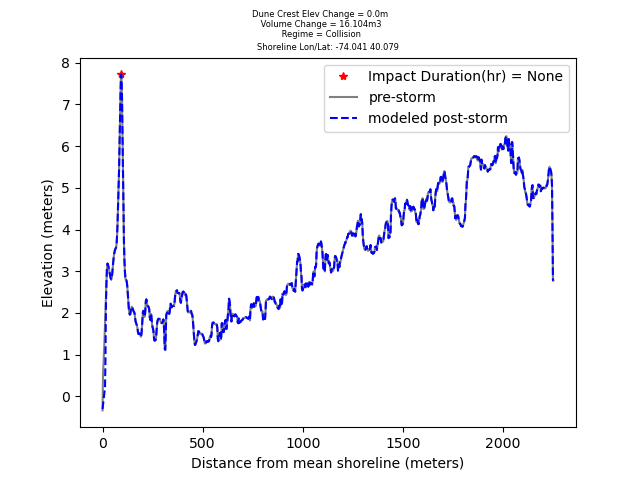 Dune Crest Elev Change = 0.0m
Volume Change = 16.104m3
Regime = Collision
Shoreline Lon/Lat: -74.041 40.079
Impact Duration(hr) = None
pre-storm
modeled post-storm
Elevation (meters)
8
7
6
5
4
3
2
1
0
0 500 1000 1500 2000
Distance from mean shoreline (meters)